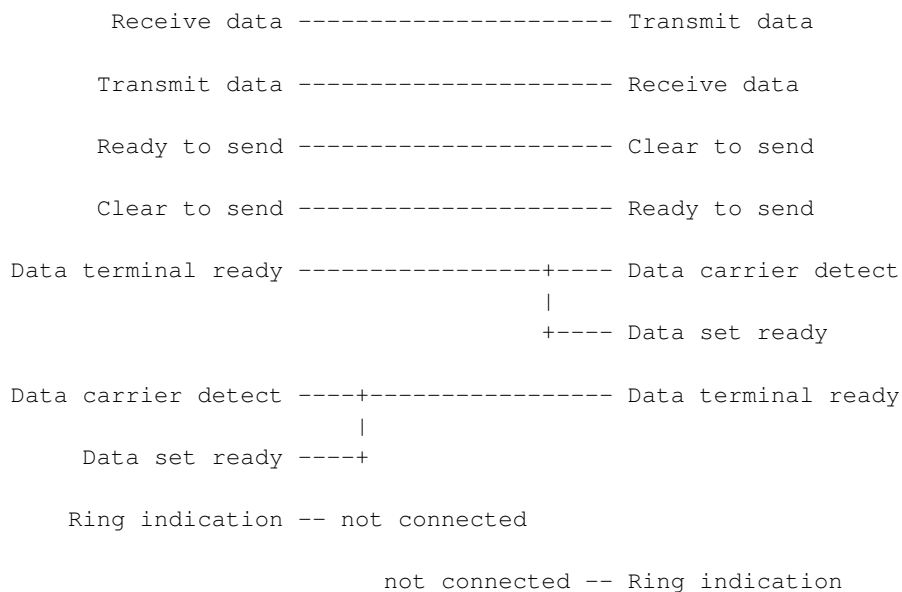 Receive data ---------------------- Transmit data
Transmit data ---------------------- Receive data
Ready to send ---------------------- Clear to send
Clear to send ---------------------- Ready to send
Data terminal ready -----------------+---- Data carrier detect
|
+---- Data set ready
Data carrier detect ----+----------------- Data terminal ready
|
Data set ready ----+
Ring indication -- not connected
not connected -- Ring indication